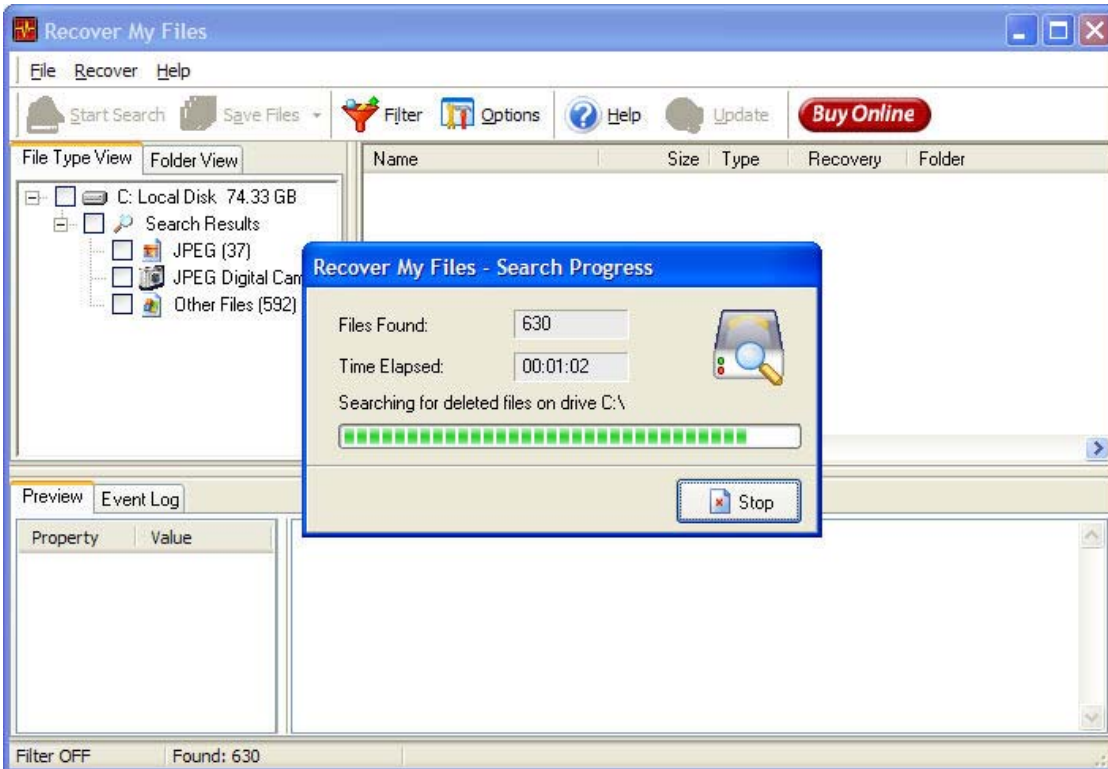 Recover My Files
File Recover Help
Start Search Save Files Filter Options Help Update Buy Online
File Type View Folder View
Name Size Type Recovery Folder
C: Local Disk 74.33 GB
Search Results
JPEG (37)
JPEG Digital Cam
Other Files (592)
Recover My Files - Search Progress
Files Found: 630
Time Elapsed: 00:01:02
Searching for deleted files on drive C:\
Stop
Preview Event Log
Property Value
Filter OFF Found: 630